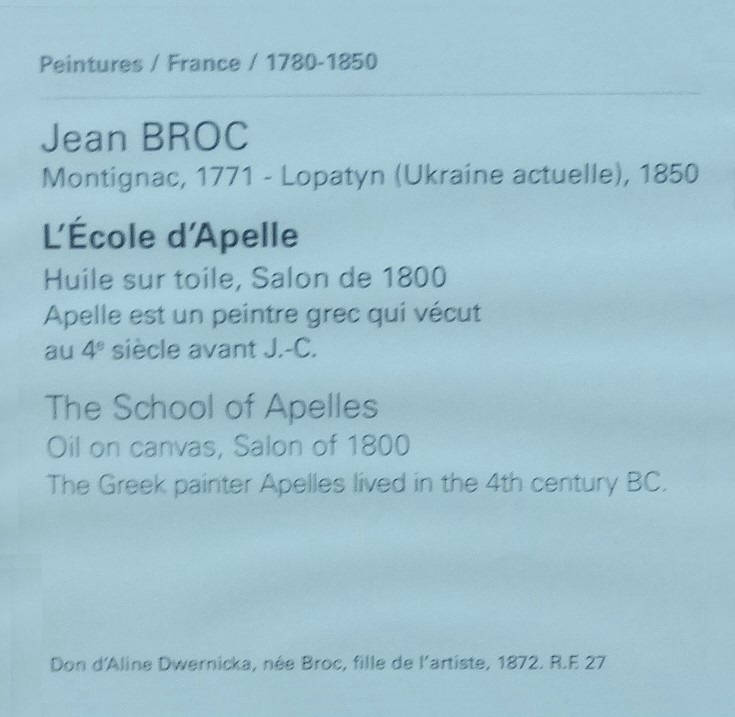 Peintures / France / 1780-1850
Jean BROC
Montignac, 1771 - Lopatyn (Ukraine actuelle), 1850
L'École d'Apelle
Huile sur toile, Salon de 1800
Apelle est un peintre grec qui vécut
au 4e siècle avant J.-C.
The School of Apelles
Oil on canvas, Salon of 1800
The Greek painter Apelles lived in the 4th century BC.
Don d'Aline Dwernicka, née Broc, fille de l'artiste, 1872. R.F. 27